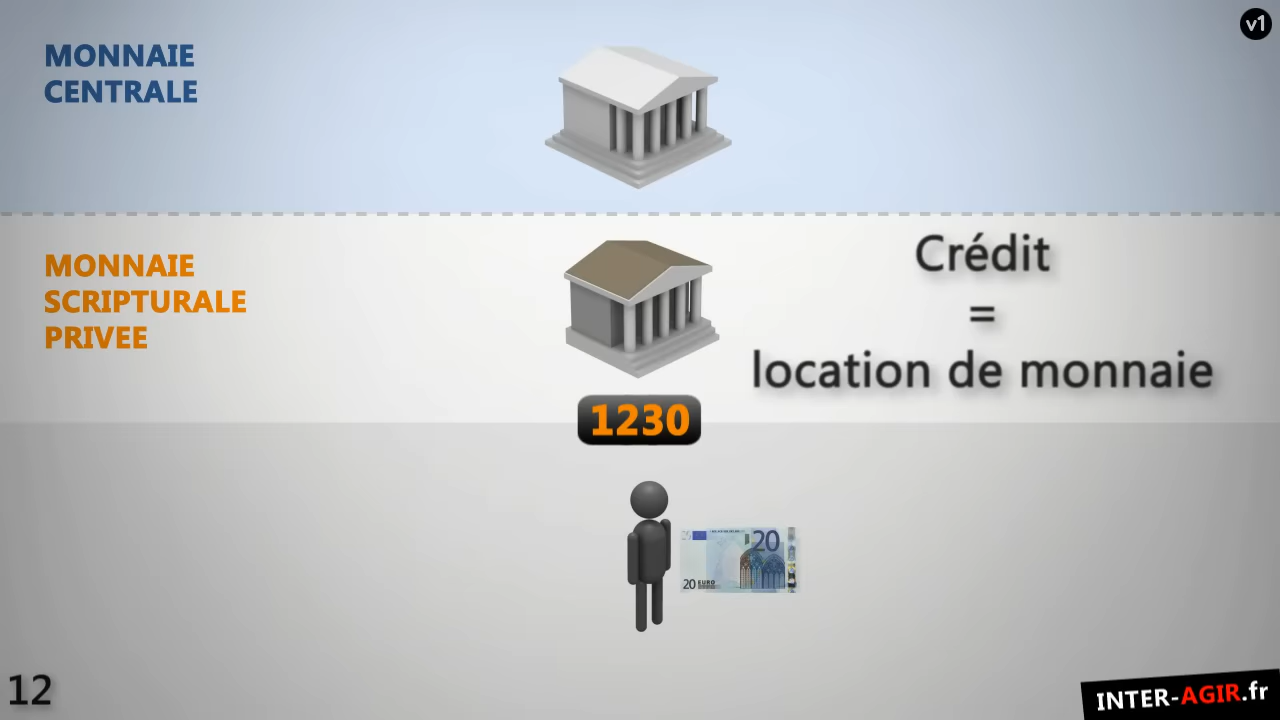 v1
MONNAIE
CENTRALE
MONNAIE
SCRIPTURALE
PRIVEE
Crédit
=
location de monnaie
1230
20
20 EURO
12
INTER-AGIR.fr